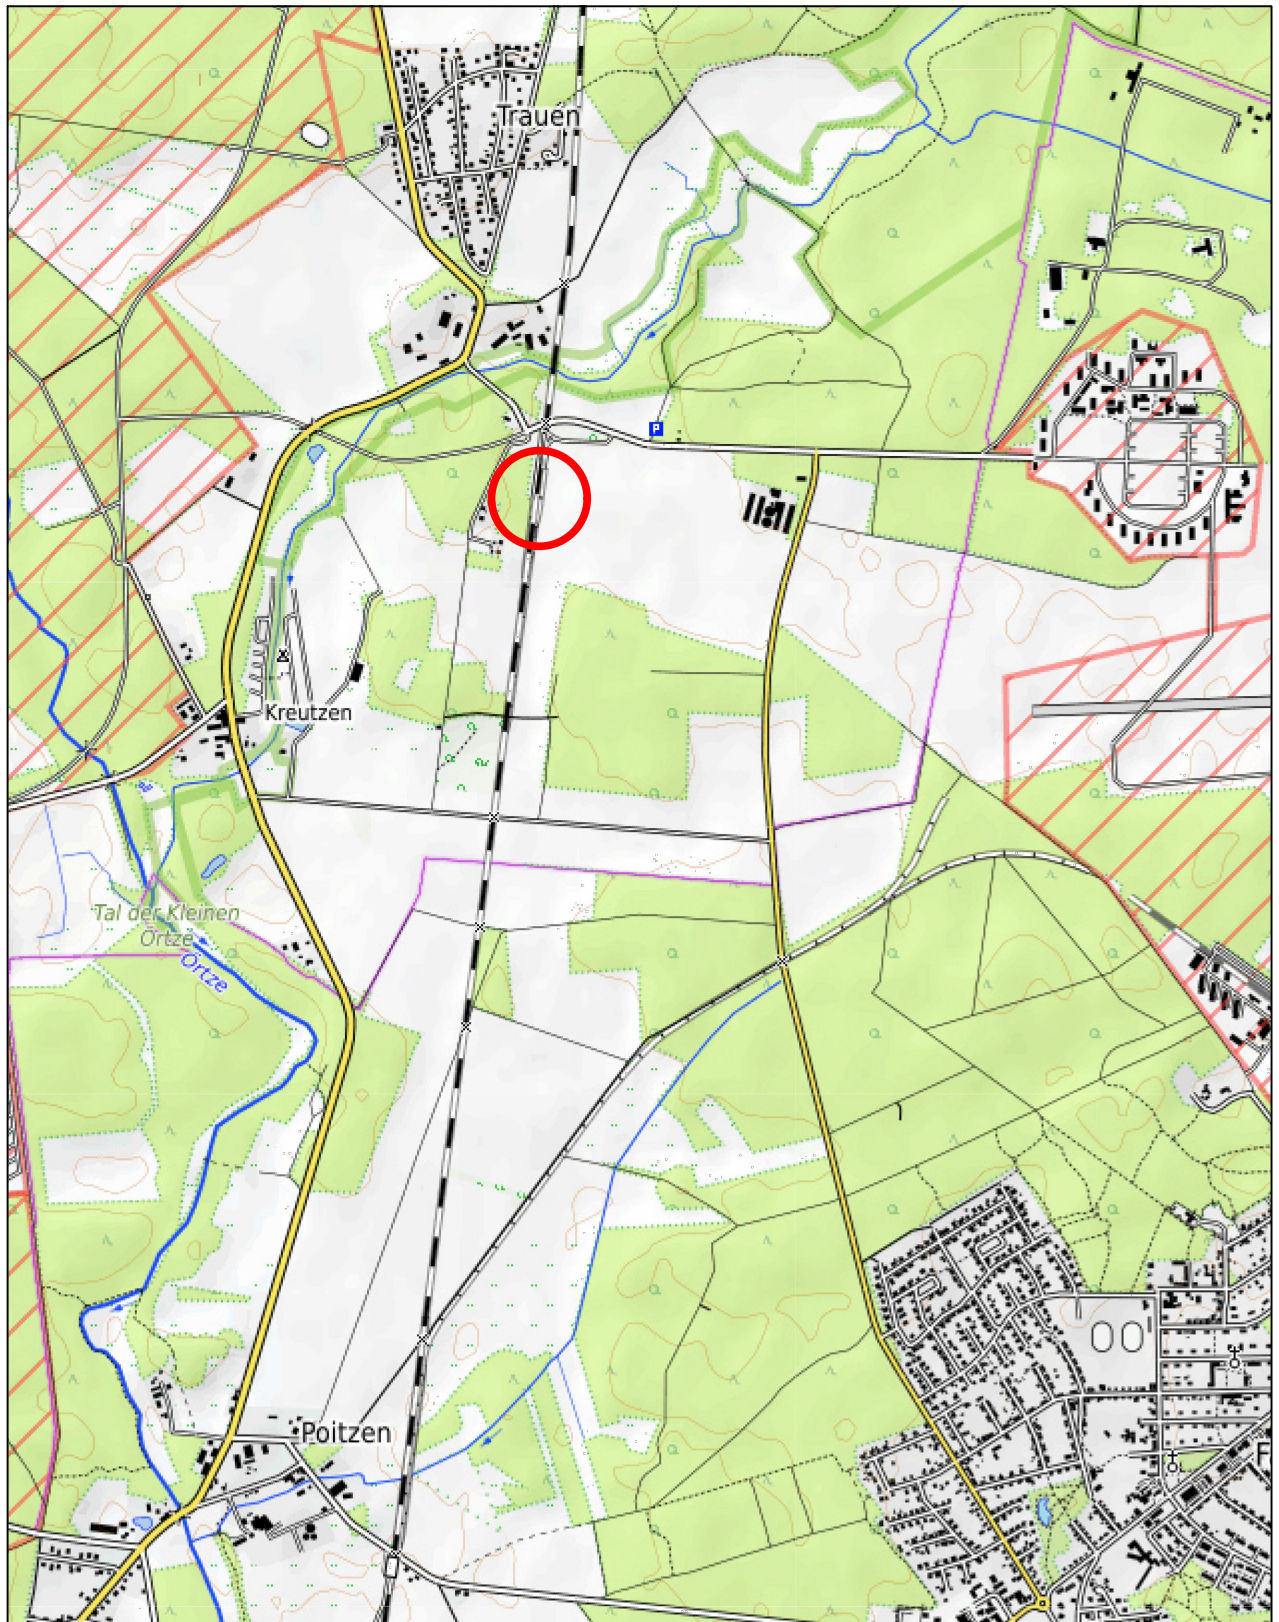 Trauen
P
Kreutzen
Tal der Kleinen
Örtze
Örtze
Poitzen